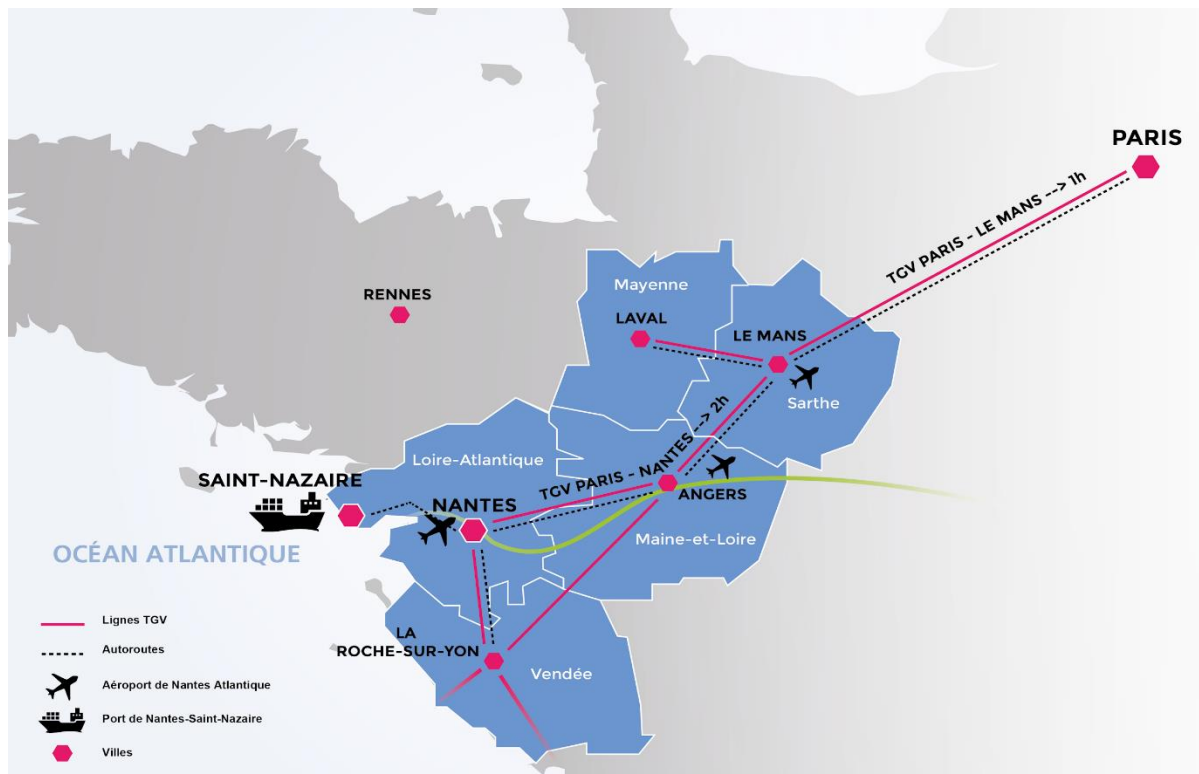 PARIS
TGV PARIS - LE MANS --> 1h
Mayenne
RENNES
LAVAL
LE MANS
Sarthe
Loire-Atlantique
TGV PARIS - NANTES --> 2h
SAINT-NAZAIRE
NANTES
ANGERS
Maine-et-Loire
OCÉAN ATLANTIQUE
LA
ROCHE-SUR-YON
Vendée
Lignes TGV
Autoroutes
Aéroport de Nantes Atlantique
Port de Nantes-Saint-Nazaire
Villes